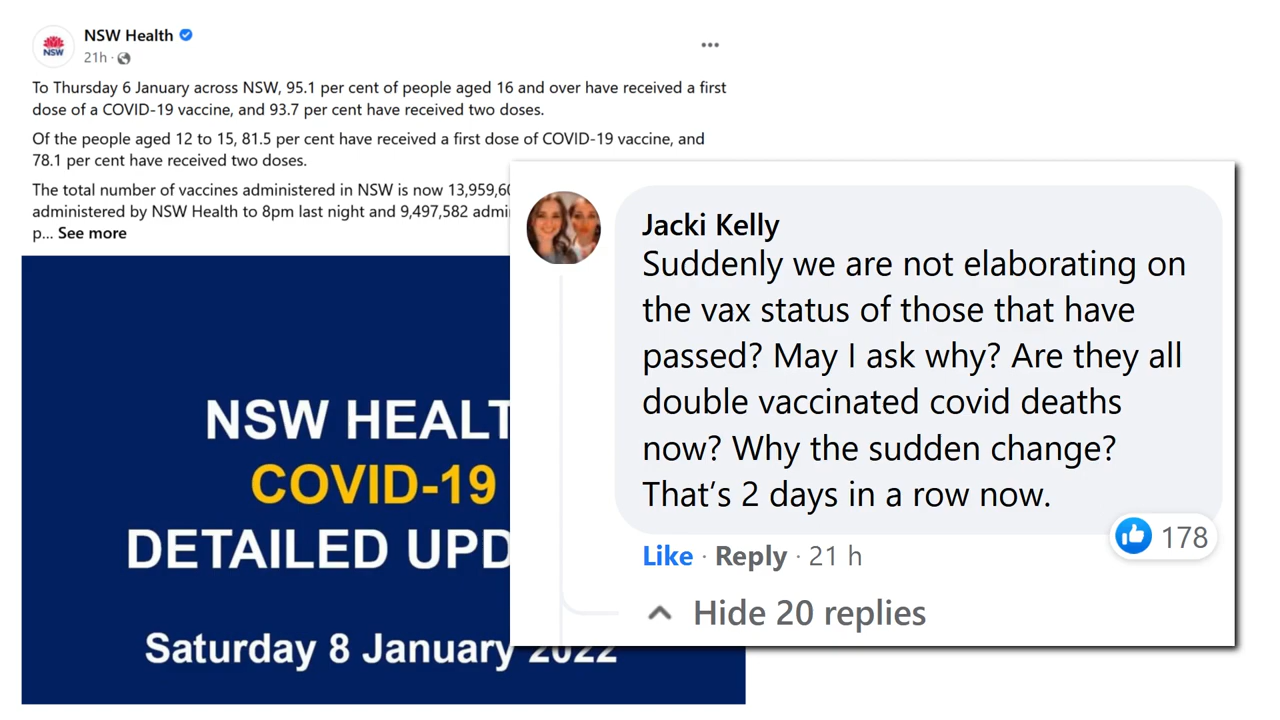 NSW Health
21h
NSW
To Thursday 6 January across NSW, 95.1 per cent of people aged 16 and over have received a first
dose of a COVID-19 vaccine, and 93.7 per cent have received two doses.
Of the people aged 12 to 15, 81.5 per cent have received a first dose of COVID-19 vaccine, and
78.1 per cent have received two doses.
The total number of vaccines administered in NSW is now 13,959,60
administered by NSW Health to 8pm last night and 9,497,582 admi
p... See more
NSW HEALT
COVID-19
DETAILED UPD
Saturday 8 January 2022
Jacki Kelly
Suddenly we are not elaborating on
the vax status of those that have
passed? May I ask why? Are they all
double vaccinated covid deaths
now? Why the sudden change?
That's 2 days in a row now.
178
Like · Reply · 21 h
Hide 20 replies